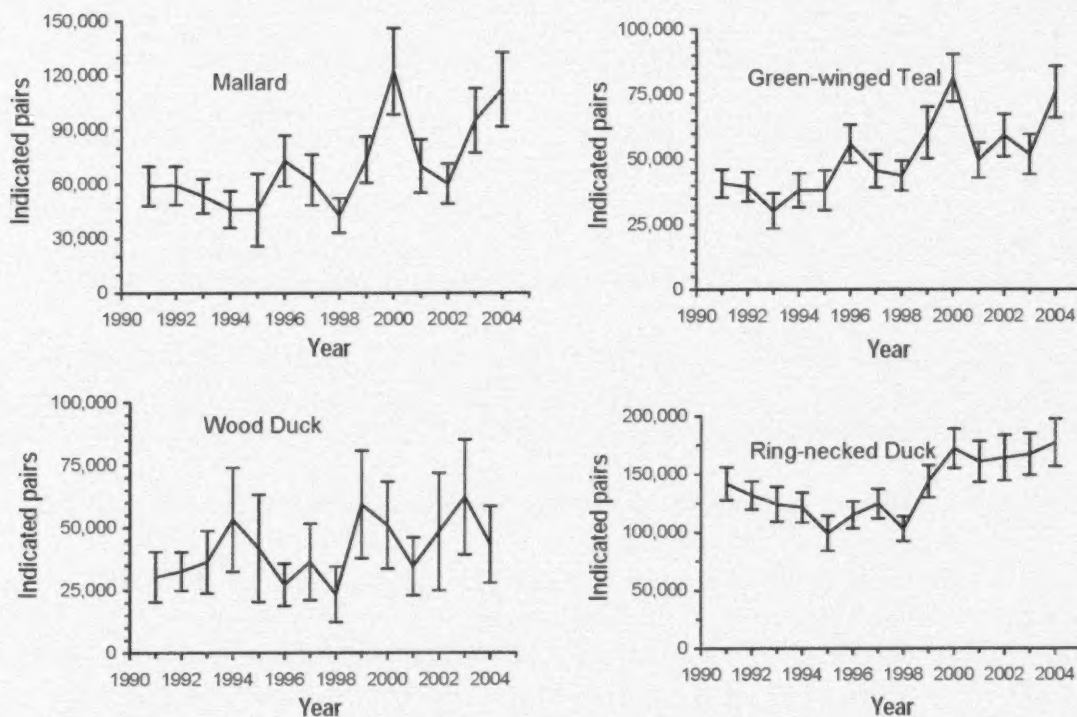 150,000
120,000
90,000
60,000
30,000
0
Indicated pairs
Mallard
1990 1992 1994 1996 1998 2000 2002 2004
Year
100,000
75,000
50,000
25,000
0
Indicated pairs
Green-winged Teal
1990 1992 1994 1996 1998 2000 2002 2004
Year
100,000
75,000
50,000
25,000
0
Indicated pairs
Wood Duck
1990 1992 1994 1996 1998 2000 2002 2004
Year
200,000
150,000
100,000
50,000
0
Indicated pairs
Ring-necked Duck
1990 1992 1994 1996 1998 2000 2002 2004
Year